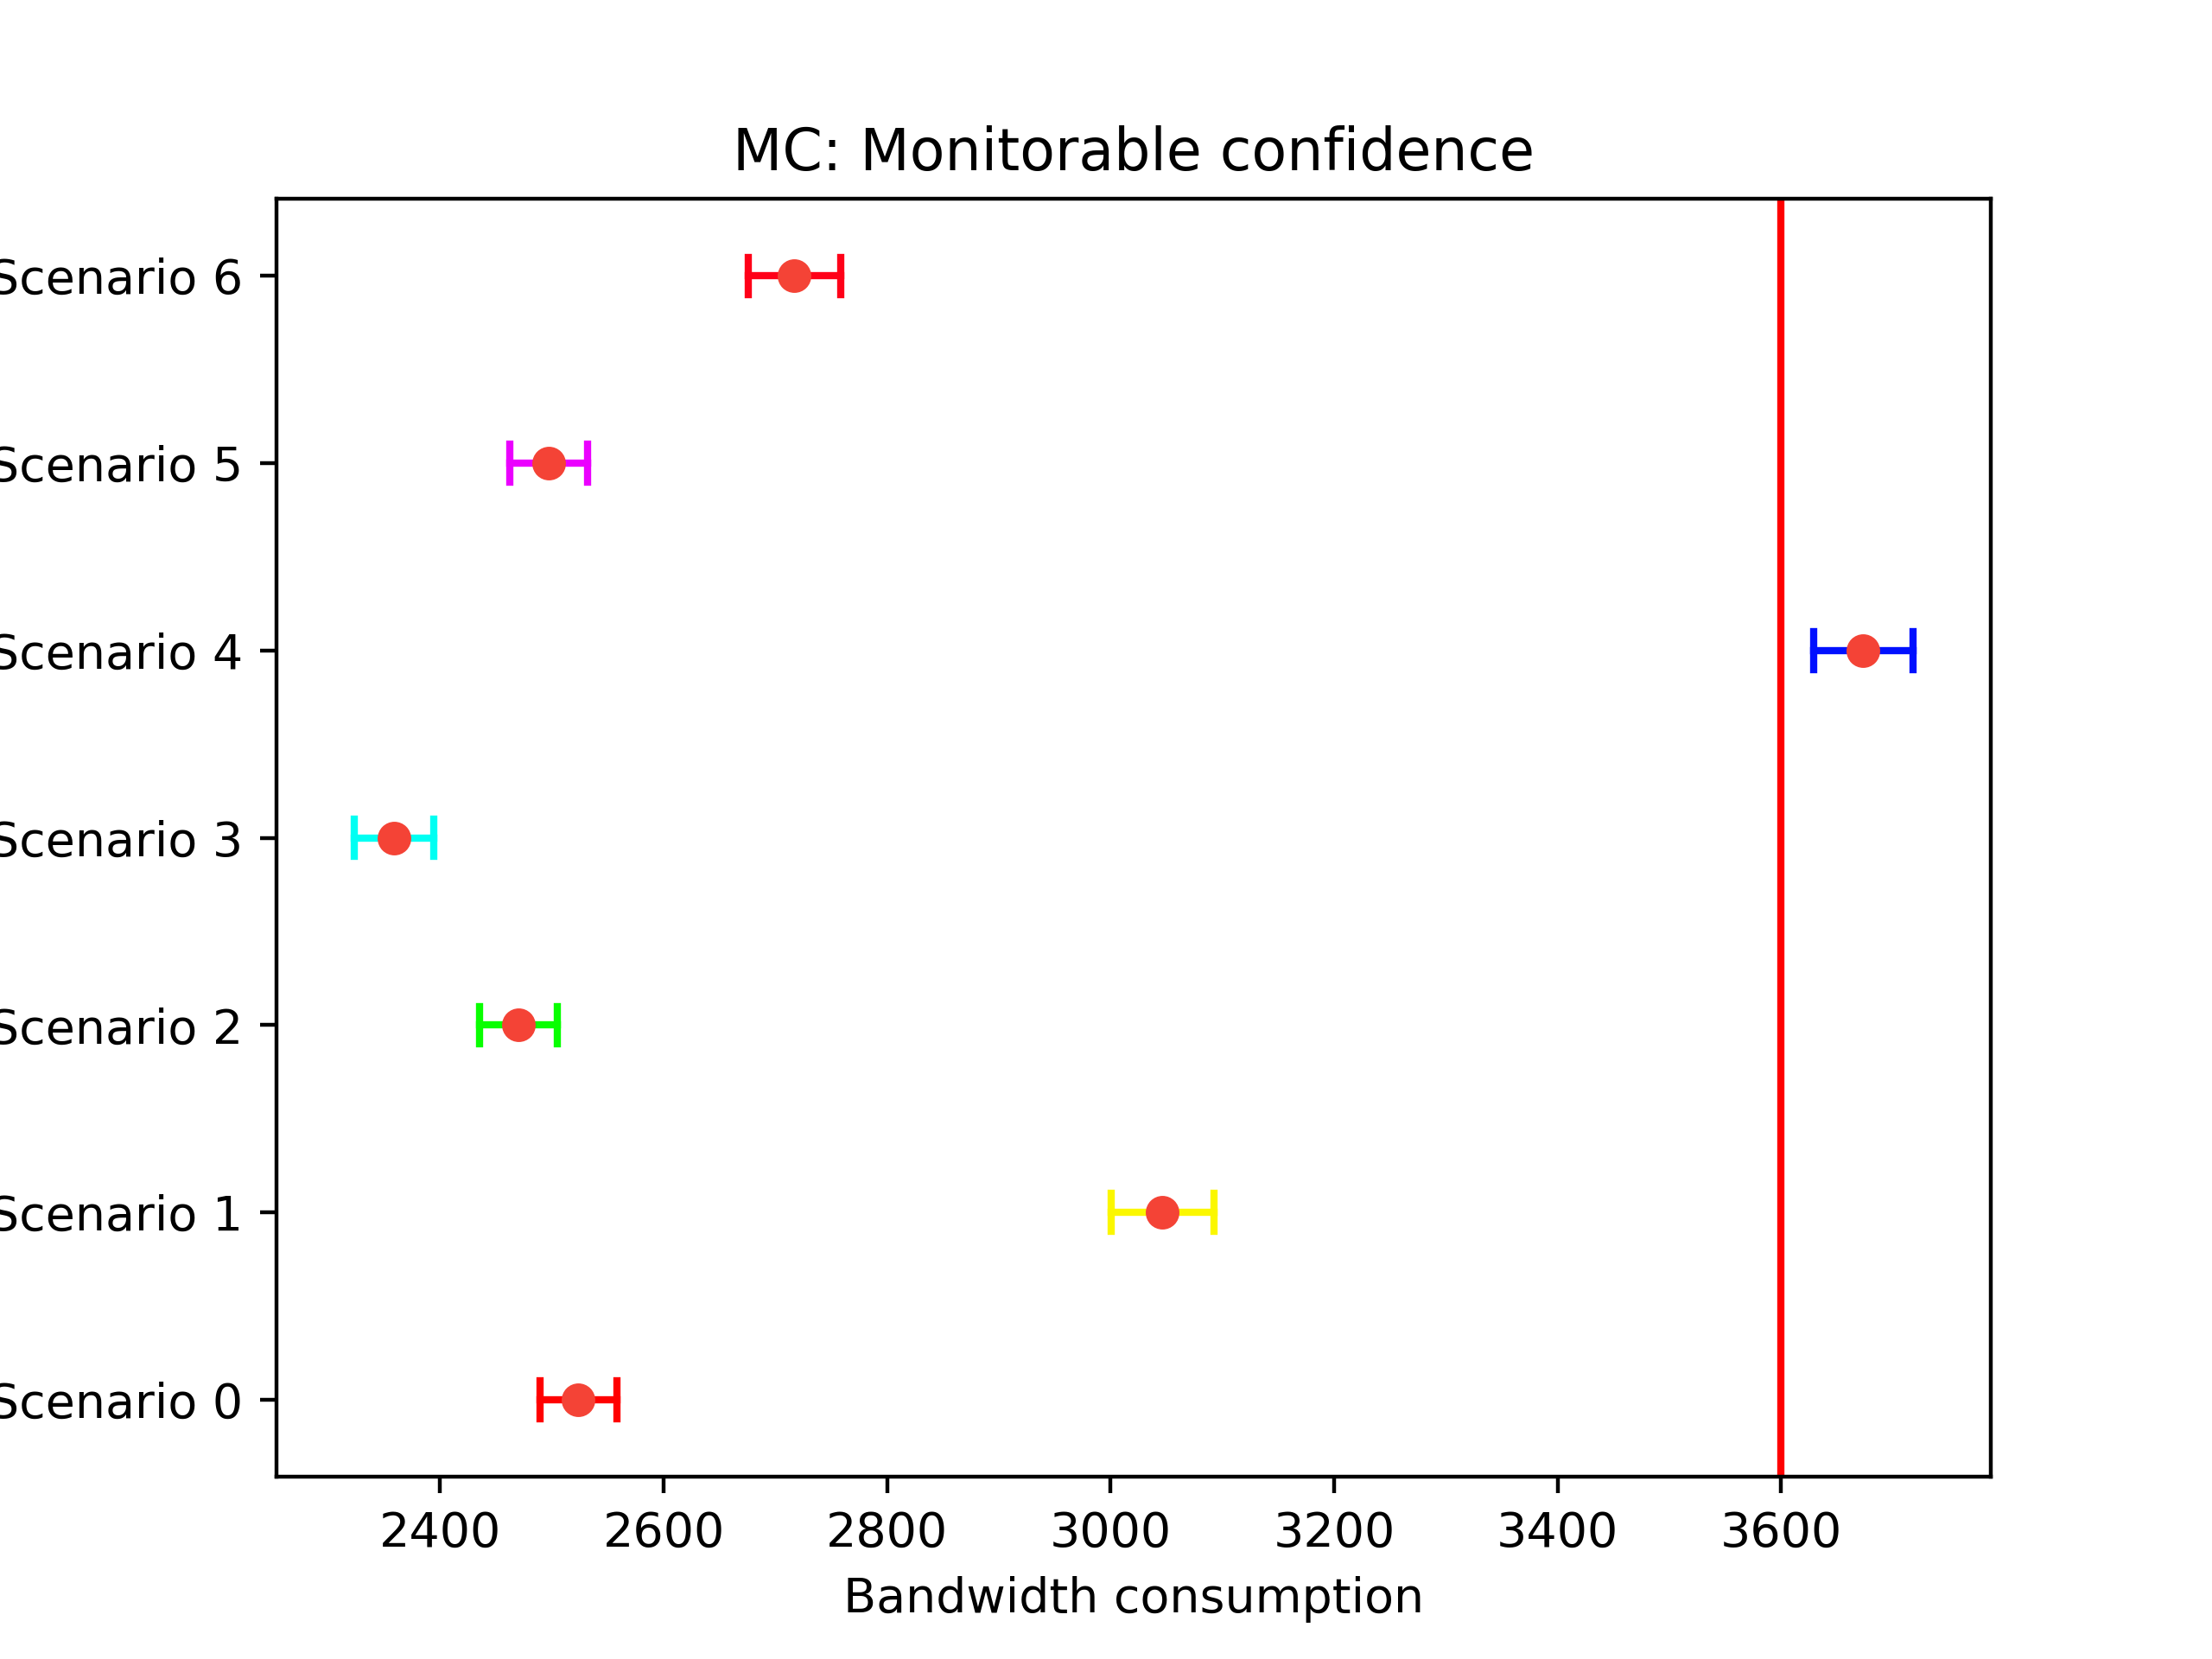 MC: Monitorable confidence
Scenario 6
Scenario 5
Scenario 4
Scenario 3
Scenario 2
Scenario 1
Scenario 0
2400 2600 2800 3000 3200 3400 3600
Bandwidth consumption